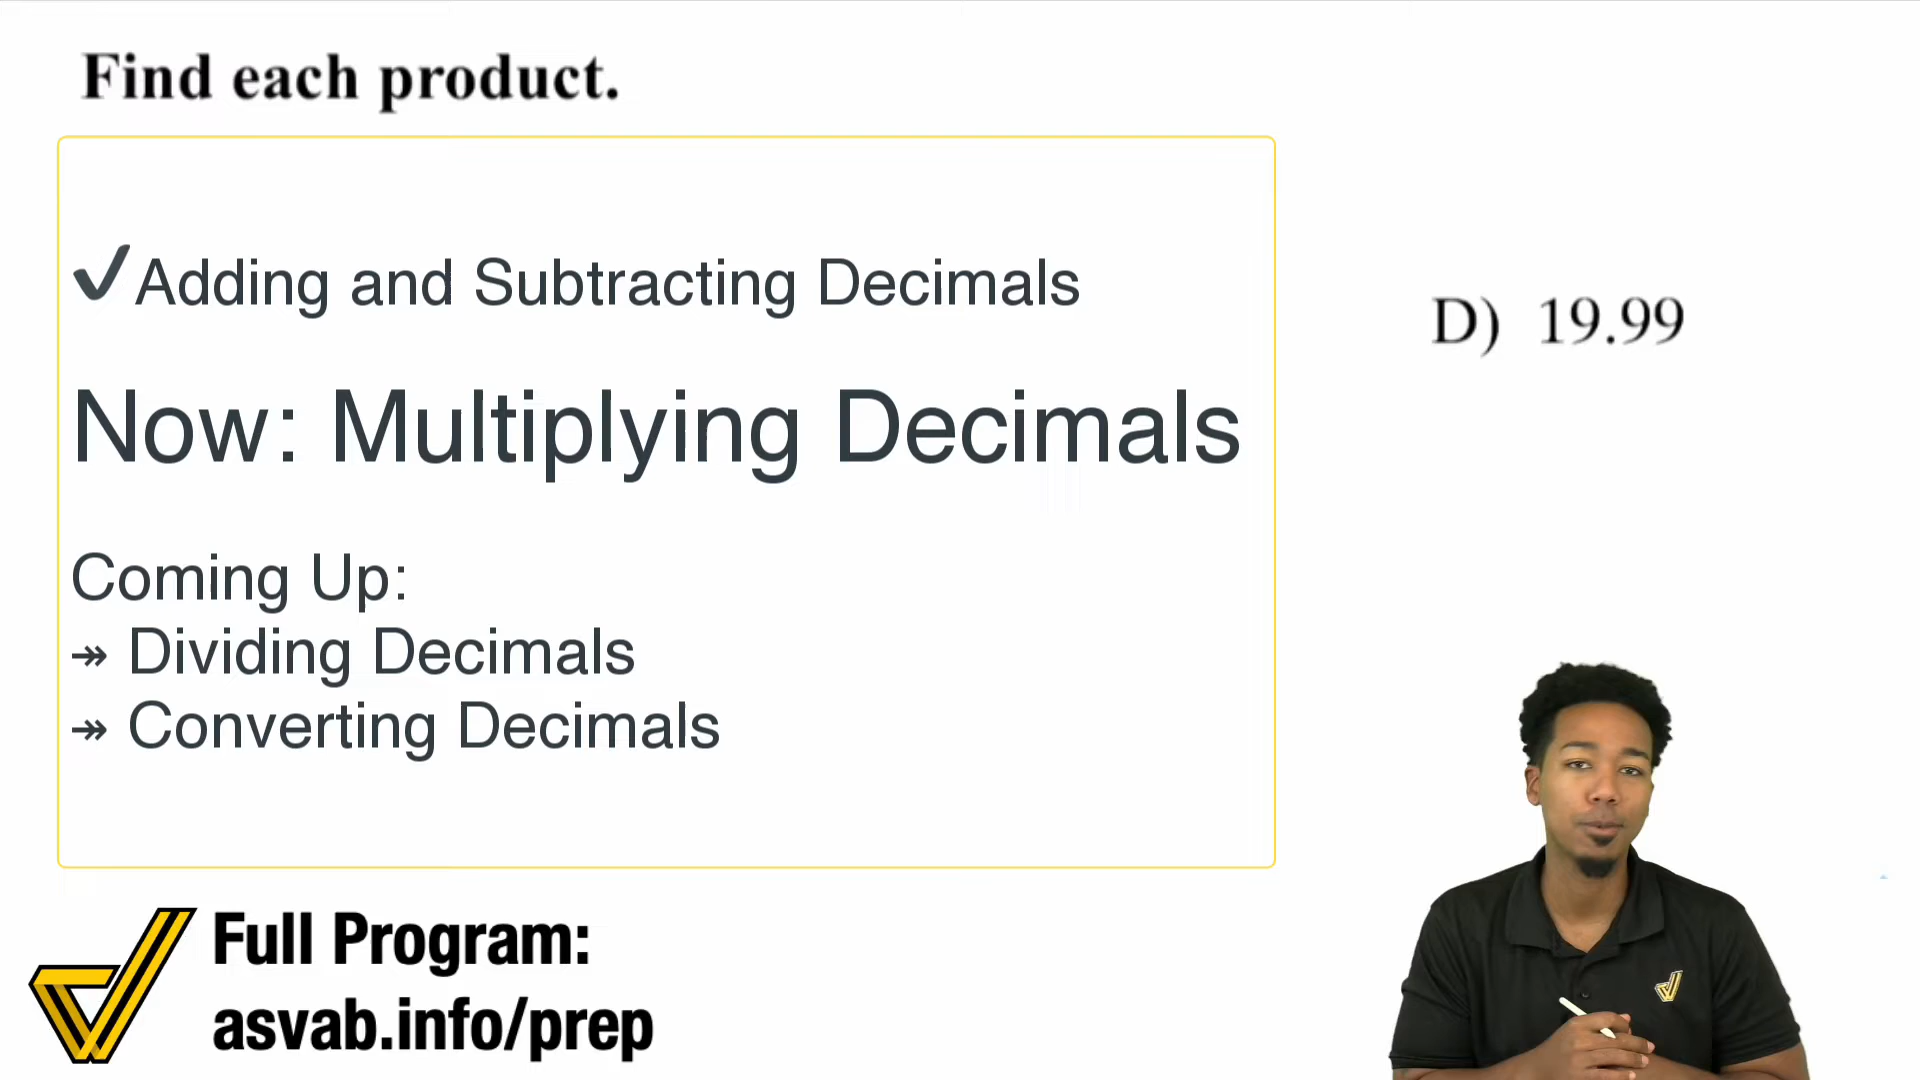 Find each product.
✓Adding and Subtracting Decimals
Now: Multiplying Decimals
Coming Up:
↠ Dividing Decimals
↠ Converting Decimals
D) 19.99
Full Program:
asvab.info/prep